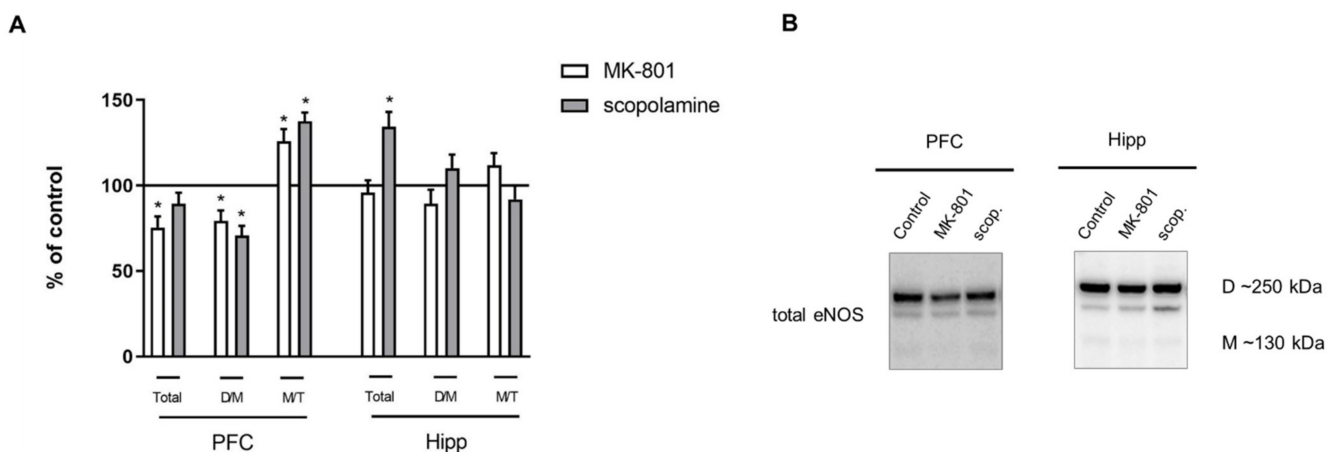 A
MK-801
scopolamine
% of control
150
100
50
0
*
*
*
*
*
*
Total
D/M
M/T
Total
D/M
M/T
PFC
Hipp
B
PFC
Hipp
Control
MK-801
scop.
Control
MK-801
scop.
total eNOS
D ~250 kDa
M ~130 kDa